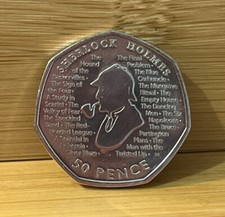 SHERLOCK HOLMES
The
Hound
of the
Baskervilles •
The Sign
of the Four •
A Study in
Scarlet • The
Valley of Fear •
The Speckled
Band • The Red-
Headed League
• A Scandal in
Bohemia •
The Final
Problem •
The Blue
Carbuncle •
The Musgrave
Ritual • The
Empty House •
The Dancing
Men • The Six
Napoleons •
The Bruce-
Partington
Plans • The
Man with the
Twisted Lip •
50 PENCE